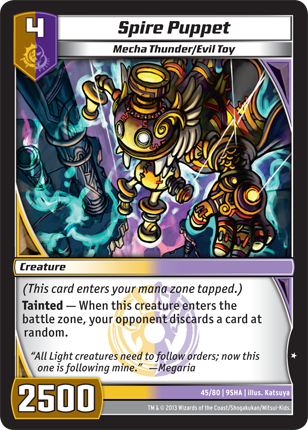 4
Spire Puppet
Mecha Thunder/Evil Toy
Creature
(This card enters your mana zone tapped.)
Tainted — When this creature enters the
battle zone, your opponent discards a card at
random.
“All Light creatures need to follow orders; now this
one is following mine.” —Megaria
2500
45/80 | 9SHA | illus. Katsuya
TM & © 2013 Wizards of the Coast/Shogakukan/Mitsui-Kids.